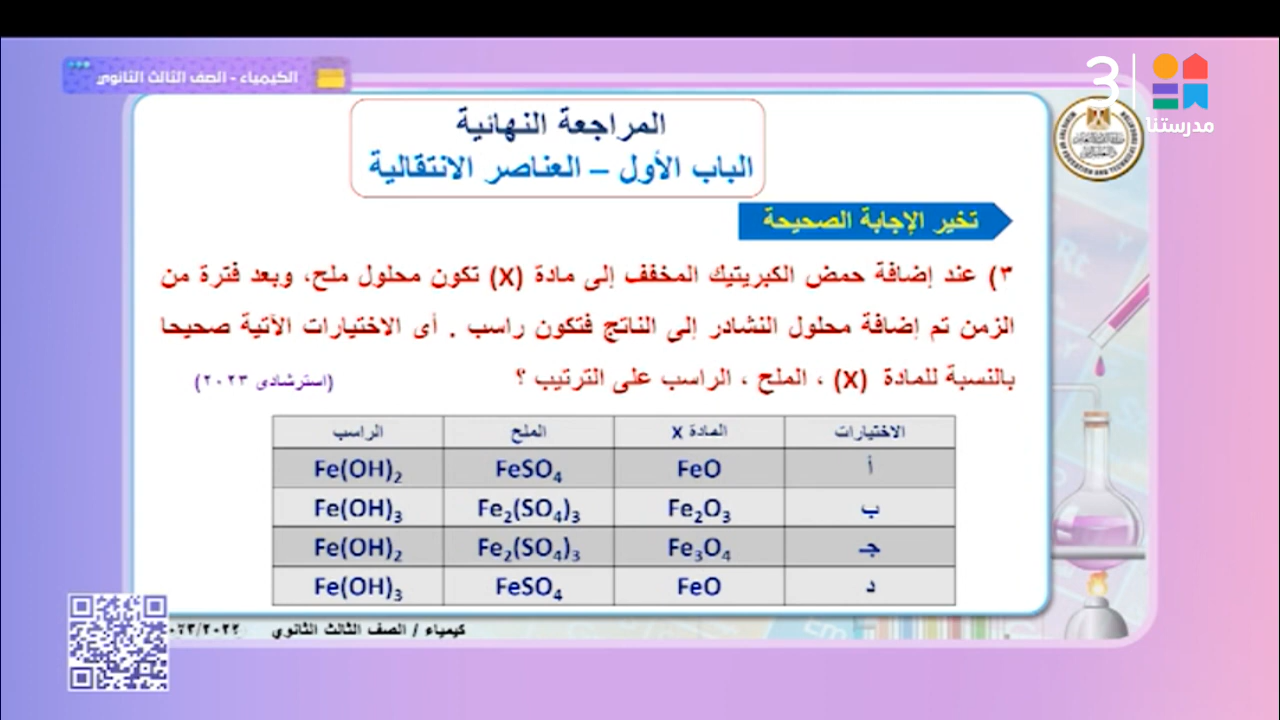 الكيمياء - الصف الثالث الثانوي
3
مدرستنا
المراجعة النهائية
الباب الأول – العناصر الانتقالية
تخير الإجابة الصحيحة
٣) عند إضافة حمض الكبريتيك المخفف إلى مادة (X) تكون محلول ملح، وبعد فترة من
الزمن تم إضافة محلول النشادر إلى الناتج فتكون راسب . أى الاختيارات الآتية صحيحا
بالنسبة للمادة (X) ، الملح ، الراسب على الترتيب ؟ (استرشادى ٢٠٢٣)
الاختيارات المادة X الملح الراسب
أ FeO FeSO₄ Fe(OH)₂
ب Fe₂O₃ Fe₂(SO₄)₃ Fe(OH)₃
جـ Fe₃O₄ Fe₂(SO₄)₃ Fe(OH)₂
د FeO FeSO₄ Fe(OH)₃
كيمياء / الصف الثالث الثانوي